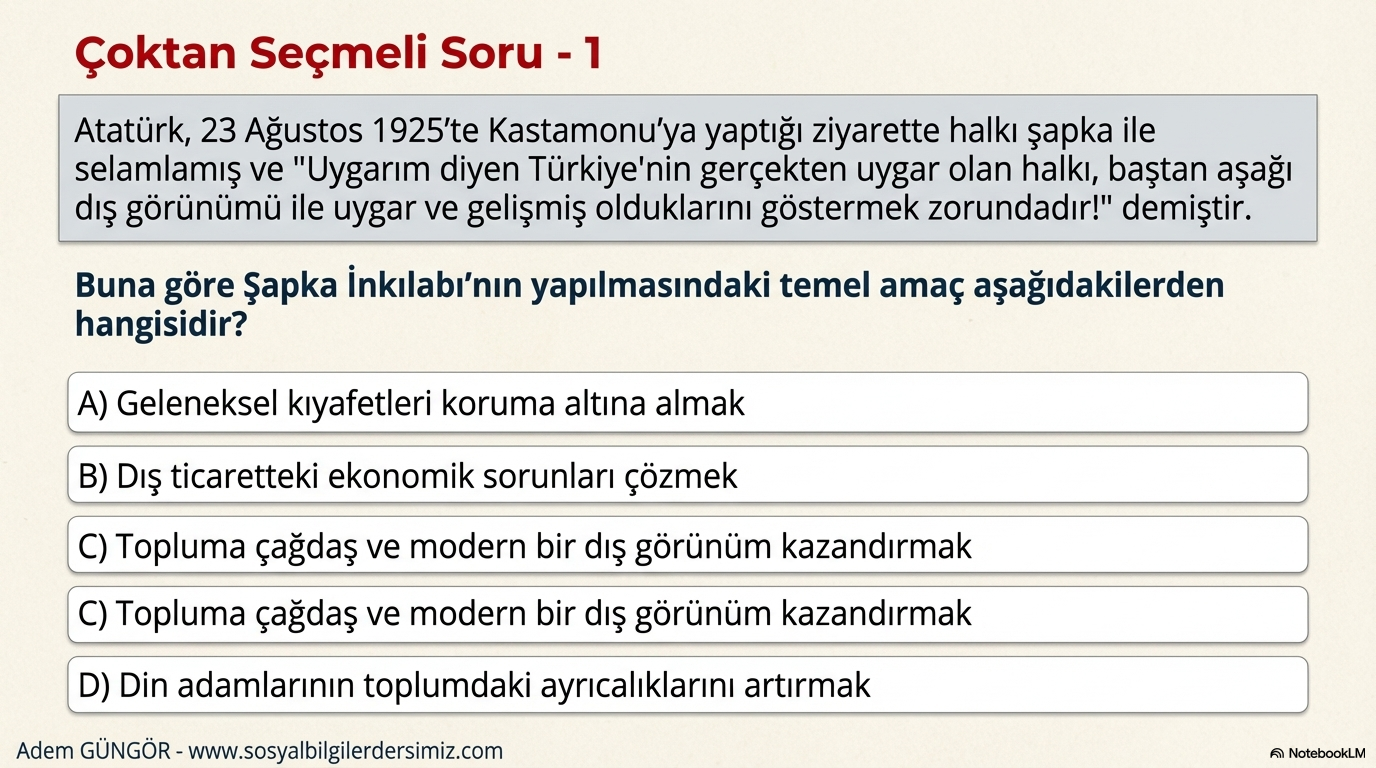 Çoktan Seçmeli Soru - 1
Atatürk, 23 Ağustos 1925’te Kastamonu’ya yaptığı ziyarette halkı şapka ile
selamlamış ve "Uygarım diyen Türkiye'nin gerçekten uygar olan halkı, baştan aşağı
dış görünümü ile uygar ve gelişmiş olduklarını göstermek zorundadır!" demiştir.
Buna göre Şapka İnkılabı’nın yapılmasındaki temel amaç aşağıdakilerden
hangisidir?
A) Geleneksel kıyafetleri koruma altına almak
B) Dış ticaretteki ekonomik sorunları çözmek
C) Topluma çağdaş ve modern bir dış görünüm kazandırmak
C) Topluma çağdaş ve modern bir dış görünüm kazandırmak
D) Din adamlarının toplumdaki ayrıcalıklarını artırmak
Adem GÜNGÖR - www.sosyalbilgilerdersimiz.com
NotebookLM